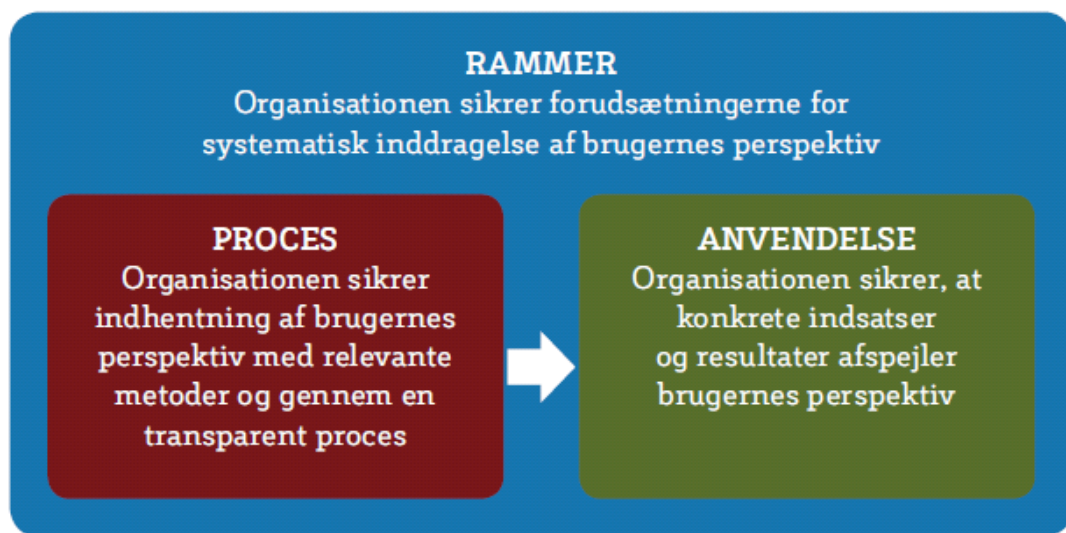 RAMMER
Organisationen sikrer forudsætningerne for
systematisk inddragelse af brugernes perspektiv
PROCES
Organisationen sikrer
indhentning af brugernes
perspektiv med relevante
metoder og gennem en
transparent proces
ANVENDELSE
Organisationen sikrer, at
konkrete indsatser
og resultater afspejler
brugernes perspektiv